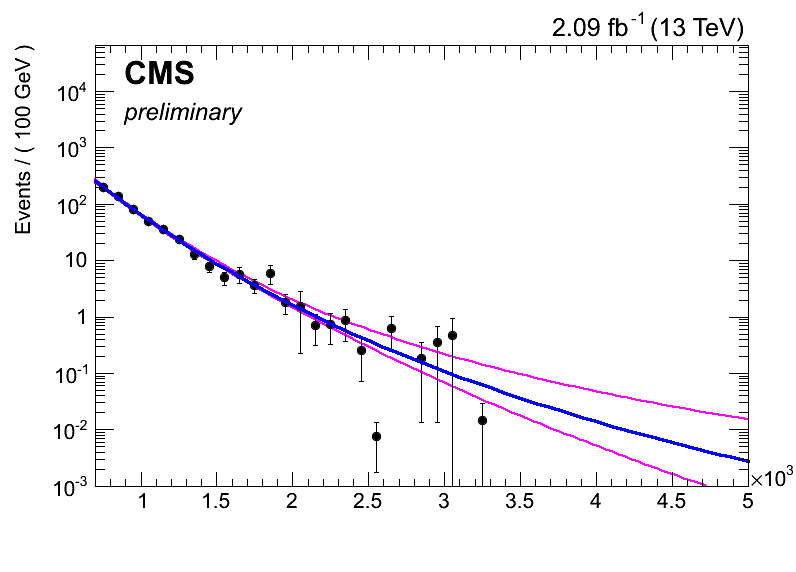 2.09 fb⁻¹ (13 TeV)
CMS
preliminary
Events / ( 100 GeV )
10⁴
10³
10²
10
1
10⁻¹
10⁻²
10⁻³
1 1.5 2 2.5 3 3.5 4 4.5 5
×10³